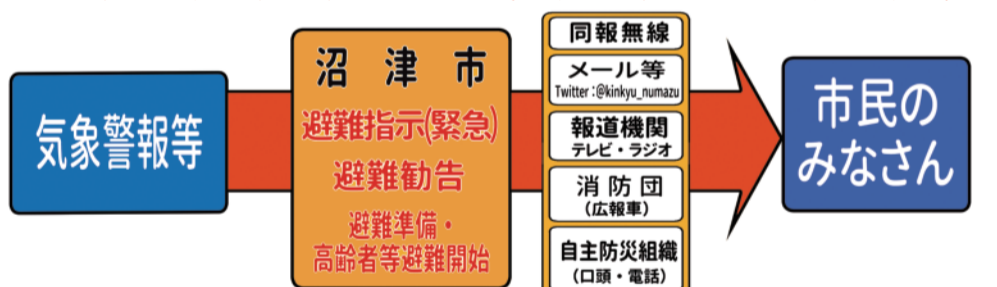 気象警報等
沼津市
避難指示(緊急)
避難勧告
避難準備・
高齢者等避難開始
同報無線
メール等
Twitter:@kinkyu_numazu
報道機関
テレビ・ラジオ
消防団
(広報車)
自主防災組織
(口頭・電話)
市民の
みなさん